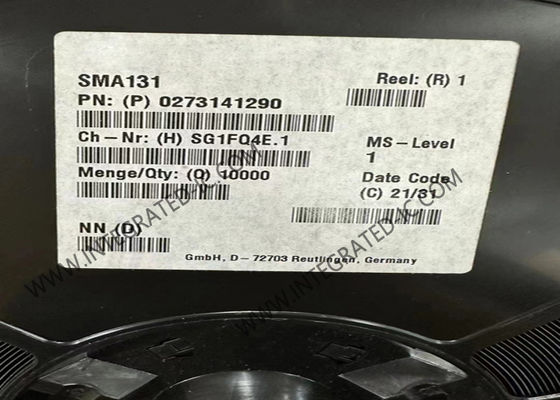 SMA131
Reel: (R) 1
PN: (P) 0273141290
Ch-Nr: (H) SG1FQ4E.1
MS-Level
1
Menge/Qty: (Q) 10000
Date Code
(C) 21/31
NN (D)
GmbH, D-72703 Reutlingen, Germany
WWW.INTEGRATED-IC.COM
WWW.INTEGRATED-IC.COM